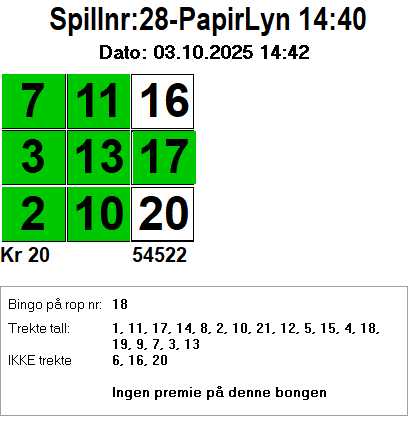 Spillnr:28-PapirLyn 14:40
Dato: 03.10.2025 14:42
7 11 16
3 13 17
2 10 20
Kr 20 54522
Bingo på rop nr: 18
Trekte tall: 1, 11, 17, 14, 8, 2, 10, 21, 12, 5, 15, 4, 18,
19, 9, 7, 3, 13
IKKE trekte 6, 16, 20
Ingen premie på denne bongen